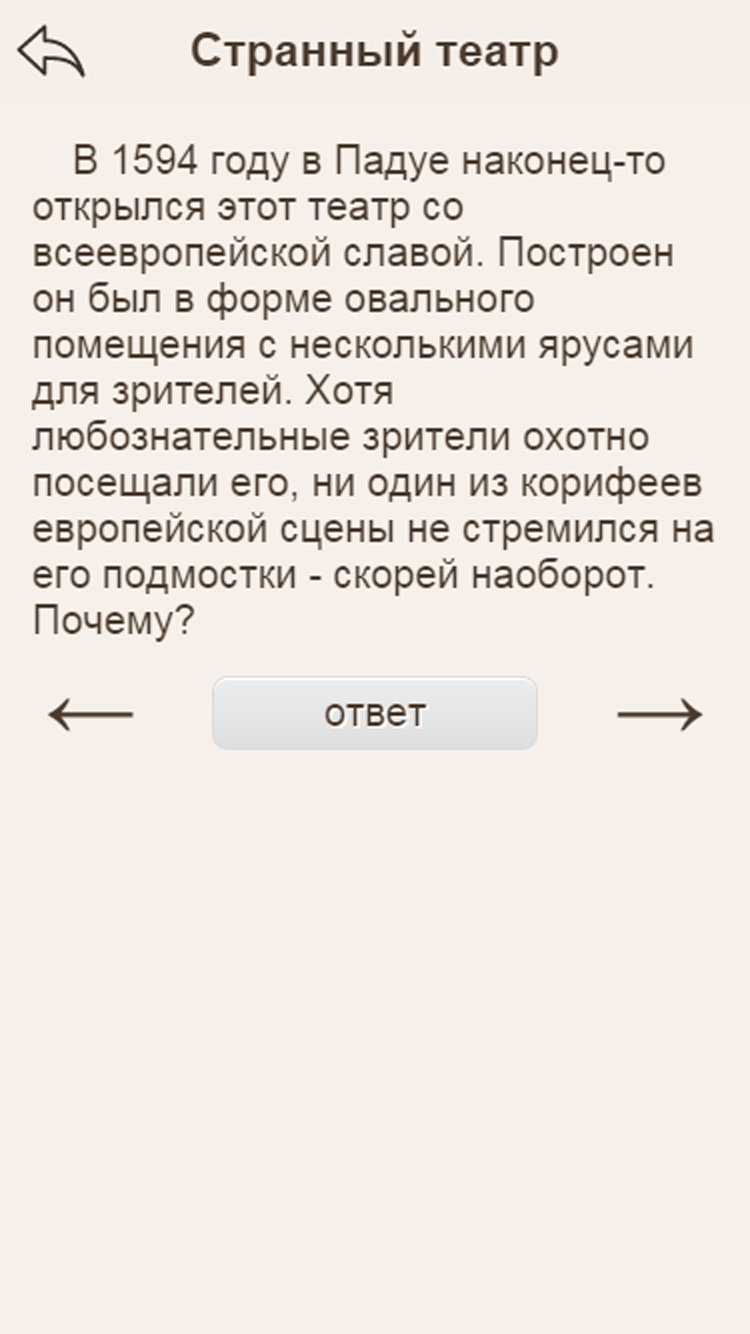 Странный театр
В 1594 году в Падуе наконец-то
открылся этот театр со
всеевропейской славой. Построен
он был в форме овального
помещения с несколькими ярусами
для зрителей. Хотя
любознательные зрители охотно
посещали его, ни один из корифеев
европейской сцены не стремился на
его подмостки - скорей наоборот.
Почему?
ответ